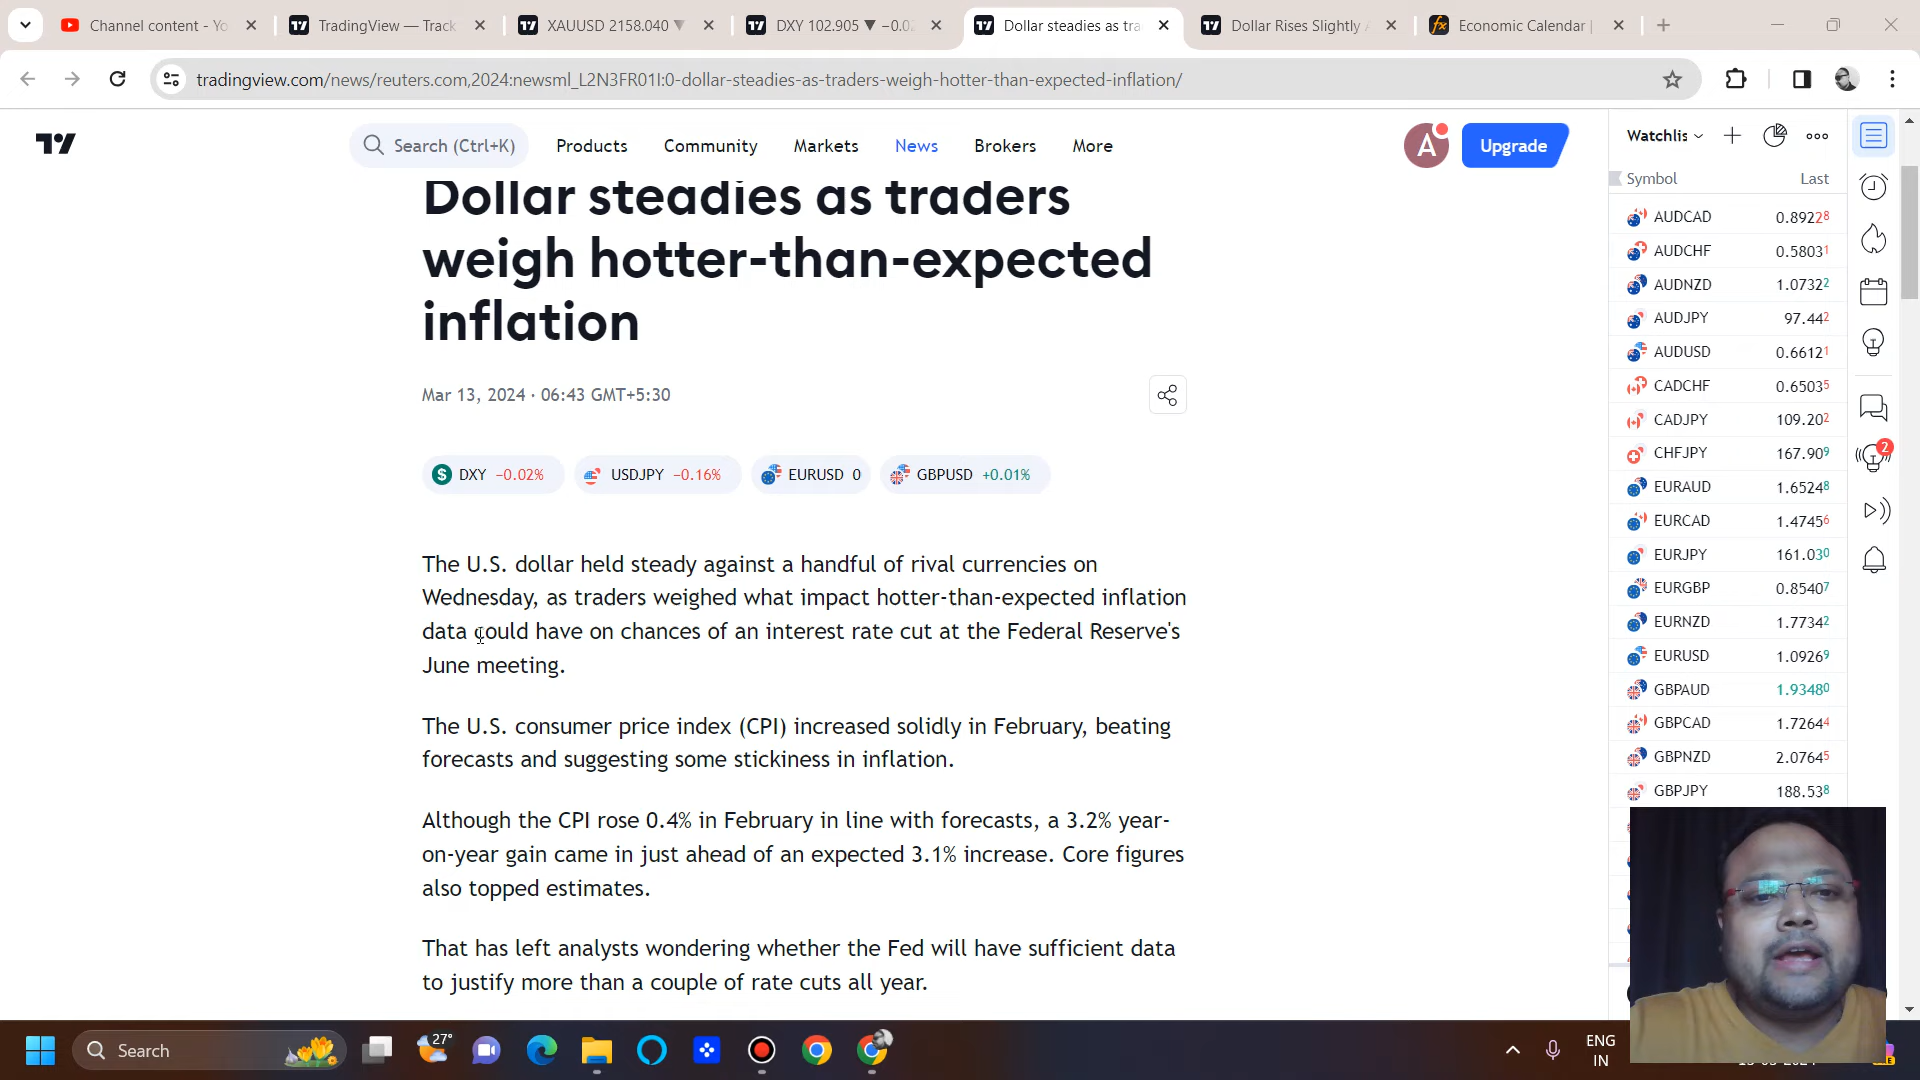 Channel content - Yo
TradingView — Track
XAUUSD 2158.040 ▼
DXY 102.905 ▼ −0.02
Dollar steadies as tra
Dollar Rises Slightly A
Economic Calendar |
tradingview.com/news/reuters.com,2024:newsml_L2N3FR01I:0-dollar-steadies-as-traders-weigh-hotter-than-expected-inflation/
Search (Ctrl+K)
Products
Community
Markets
News
Brokers
More
A
Upgrade
Dollar steadies as traders
weigh hotter-than-expected
inflation
Mar 13, 2024 · 06:43 GMT+5:30
DXY −0.02%
USDJPY −0.16%
EURUSD 0
GBPUSD +0.01%
The U.S. dollar held steady against a handful of rival currencies on
Wednesday, as traders weighed what impact hotter-than-expected inflation
data could have on chances of an interest rate cut at the Federal Reserve's
June meeting.
The U.S. consumer price index (CPI) increased solidly in February, beating
forecasts and suggesting some stickiness in inflation.
Although the CPI rose 0.4% in February in line with forecasts, a 3.2% year-
on-year gain came in just ahead of an expected 3.1% increase. Core figures
also topped estimates.
That has left analysts wondering whether the Fed will have sufficient data
to justify more than a couple of rate cuts all year.
Watchlis
Symbol Last
AUDCAD 0.89228
AUDCHF 0.58031
AUDNZD 1.07322
AUDJPY 97.442
AUDUSD 0.66121
CADCHF 0.65035
CADJPY 109.202
CHFJPY 167.909
EURAUD 1.65248
EURCAD 1.47456
EURJPY 161.030
EURGBP 0.85407
EURNZD 1.77342
EURUSD 1.09269
GBPAUD 1.93480
GBPCAD 1.72644
GBPNZD 2.07645
GBPJPY 188.538
2
Search
27°
ENG
IN